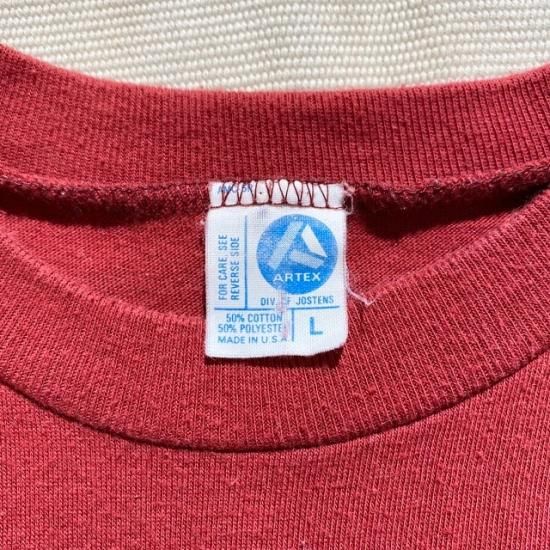 FOR CARE, SEE
REVERSE SIDE
ARTEX
DIV. OF JOSTENS
50% COTTON
50% POLYESTER
MADE IN U.S.A.
L